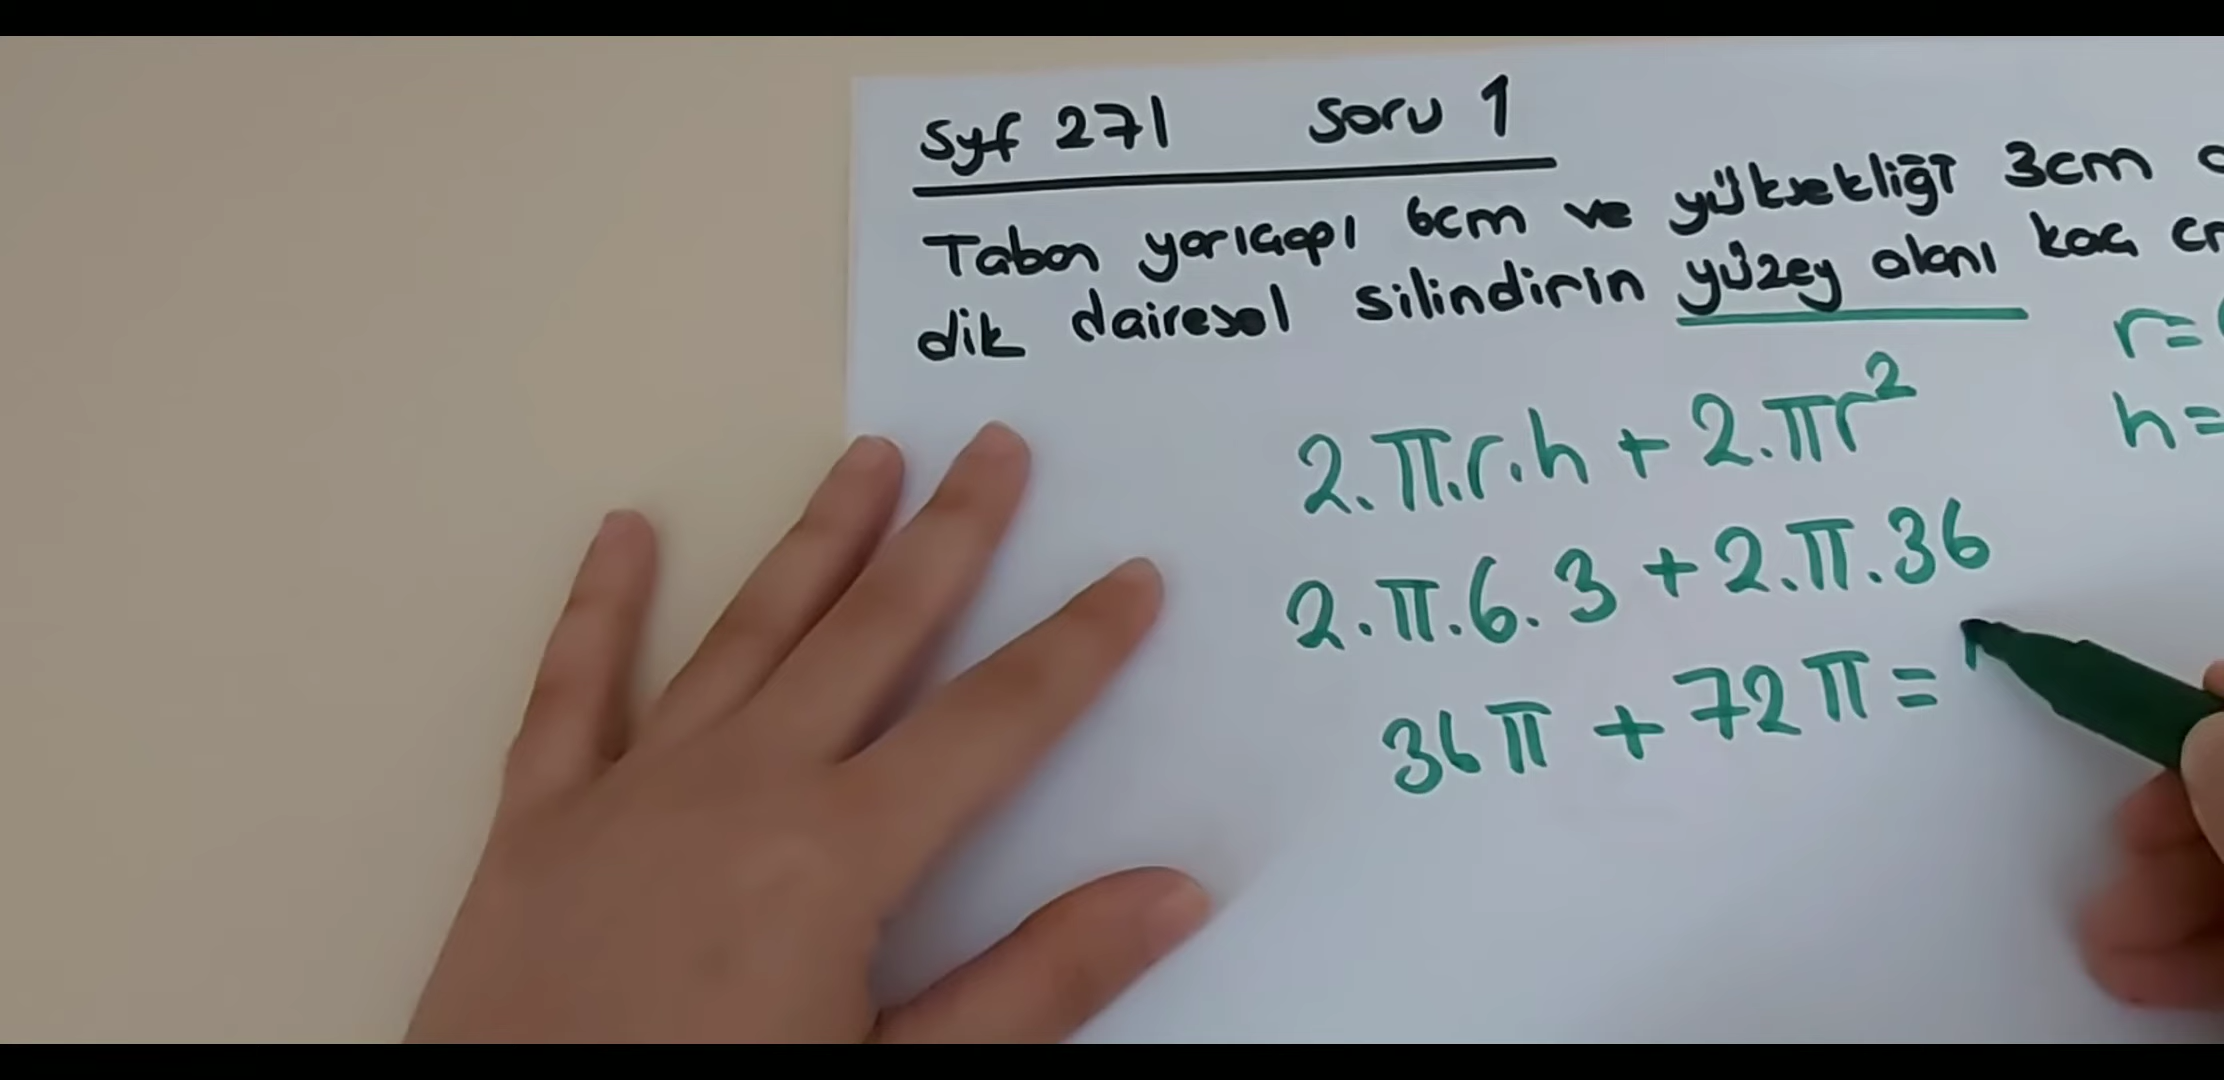 Syf 271 Soru 1
Taban yarıçapı 6cm ve yüksekliği 3cm
dik dairesel silindirin yüzey alanı kaç
r=
h=
2.π.r.h + 2.πr²
2.π.6.3 + 2.π.36
36π + 72π =